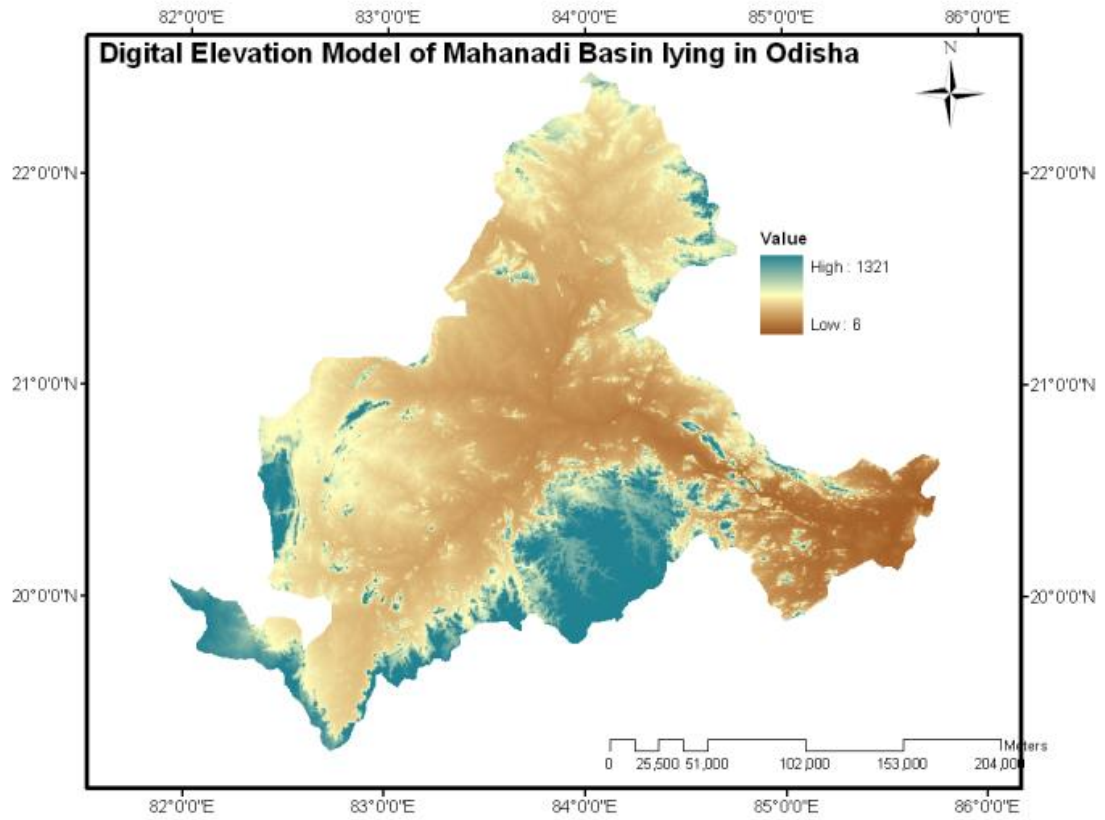 82°0'0"E 83°0'0"E 84°0'0"E 85°0'0"E 86°0'0"E
Digital Elevation Model of Mahanadi Basin lying in Odisha
N
22°0'0"N 22°0'0"N
Value
High : 1321
Low : 6
21°0'0"N 21°0'0"N
20°0'0"N 20°0'0"N
Meters
0 25,500 51,000 102,000 153,000 204,000
82°0'0"E 83°0'0"E 84°0'0"E 85°0'0"E 86°0'0"E